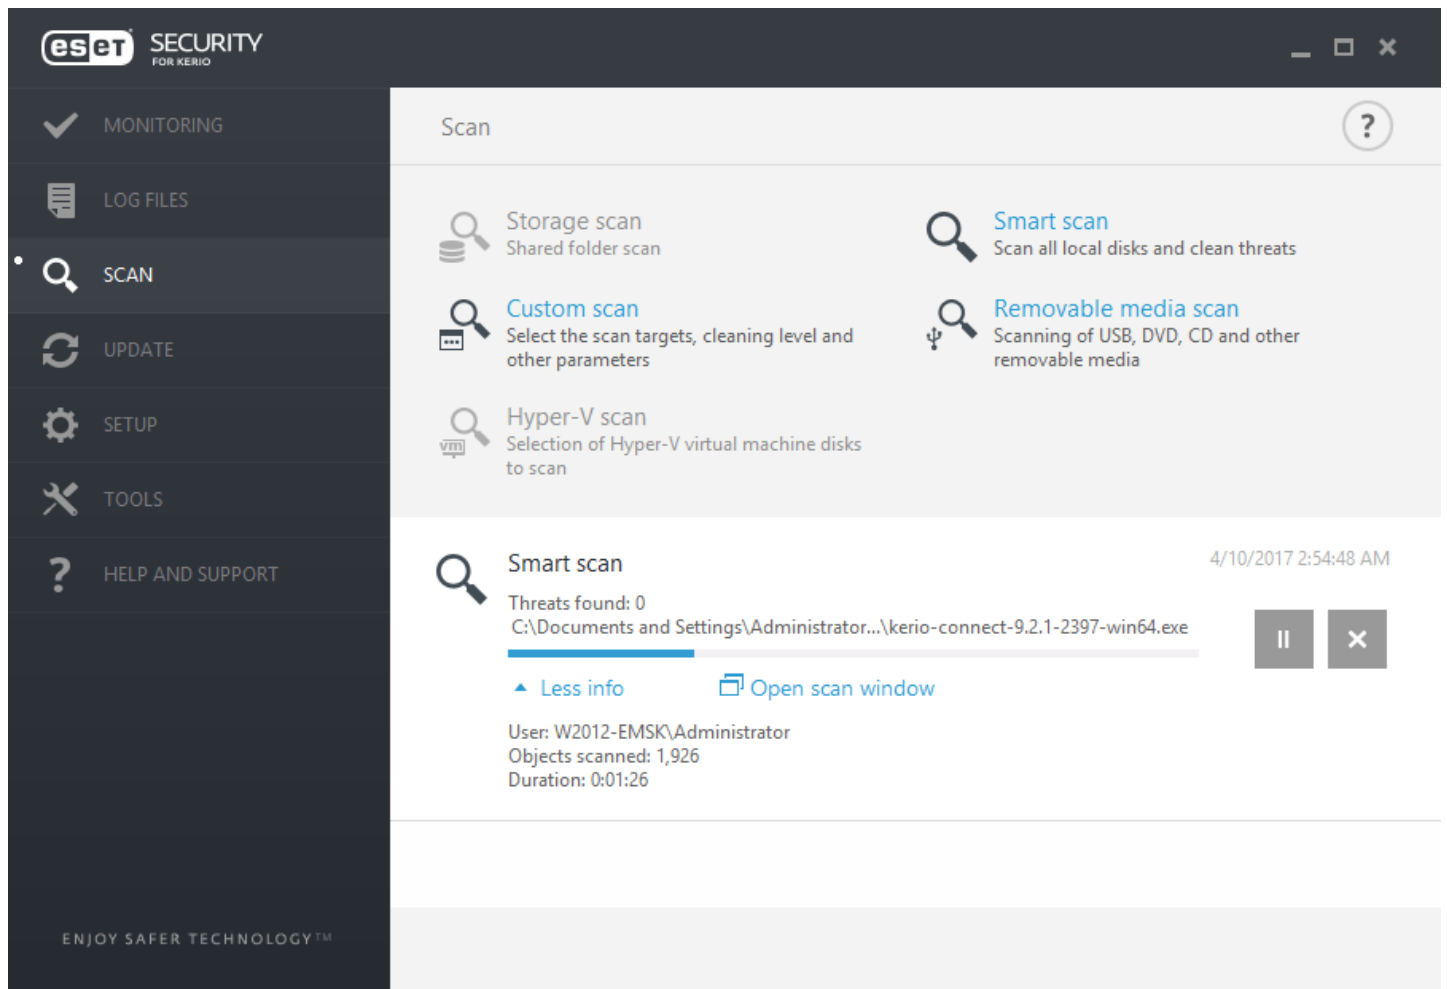 eset SECURITY
FOR KERIO
MONITORING
LOG FILES
SCAN
UPDATE
SETUP
TOOLS
HELP AND SUPPORT
ENJOY SAFER TECHNOLOGY™
Scan
?
Storage scan
Shared folder scan
Smart scan
Scan all local disks and clean threats
Custom scan
Select the scan targets, cleaning level and
other parameters
Removable media scan
Scanning of USB, DVD, CD and other
removable media
vm
Hyper-V scan
Selection of Hyper-V virtual machine disks
to scan
Smart scan
4/10/2017 2:54:48 AM
Threats found: 0
C:\Documents and Settings\Administrator...\kerio-connect-9.2.1-2397-win64.exe
Less info
Open scan window
User: W2012-EMSK\Administrator
Objects scanned: 1,926
Duration: 0:01:26